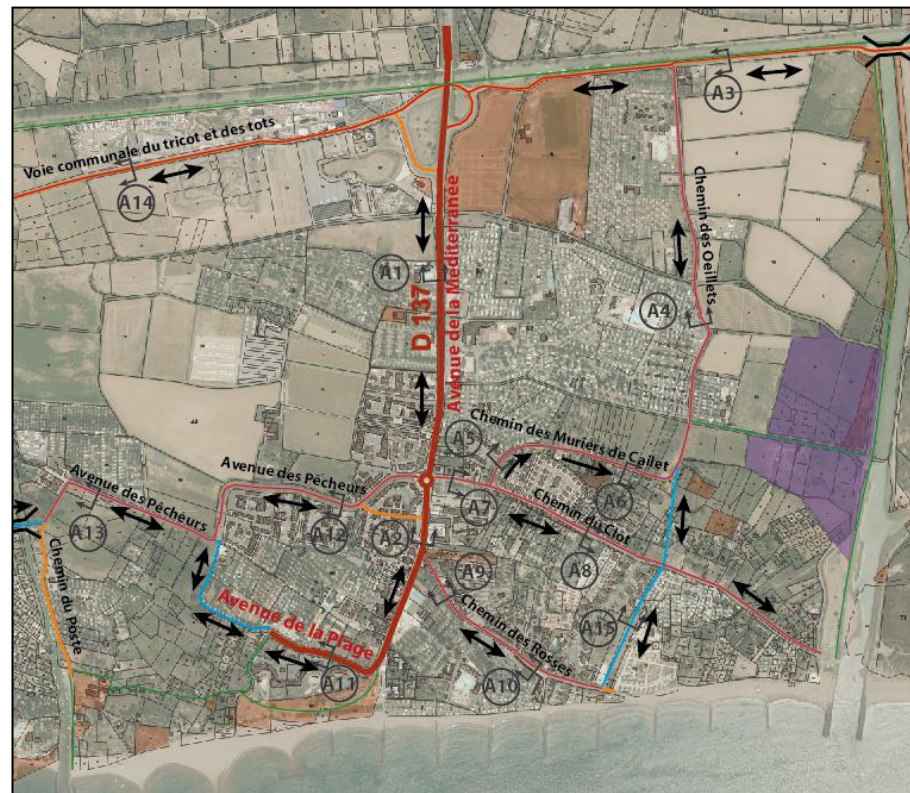 A3
Voie communale du tricot et des tots
A14
A1
D 137
Avenue de la Méditerranée
Chemin des Oeillets
A4
A5
Chemin des Muriers de Cailet
Avenue des Pêcheurs
Avenue des Pêcheurs
A6
A7
Chemin du Clot
A13
A12
A2
A8
A9
Chemin du Poste
Avenue de la Plage
Chemin des Rosses
A15
A11
A10